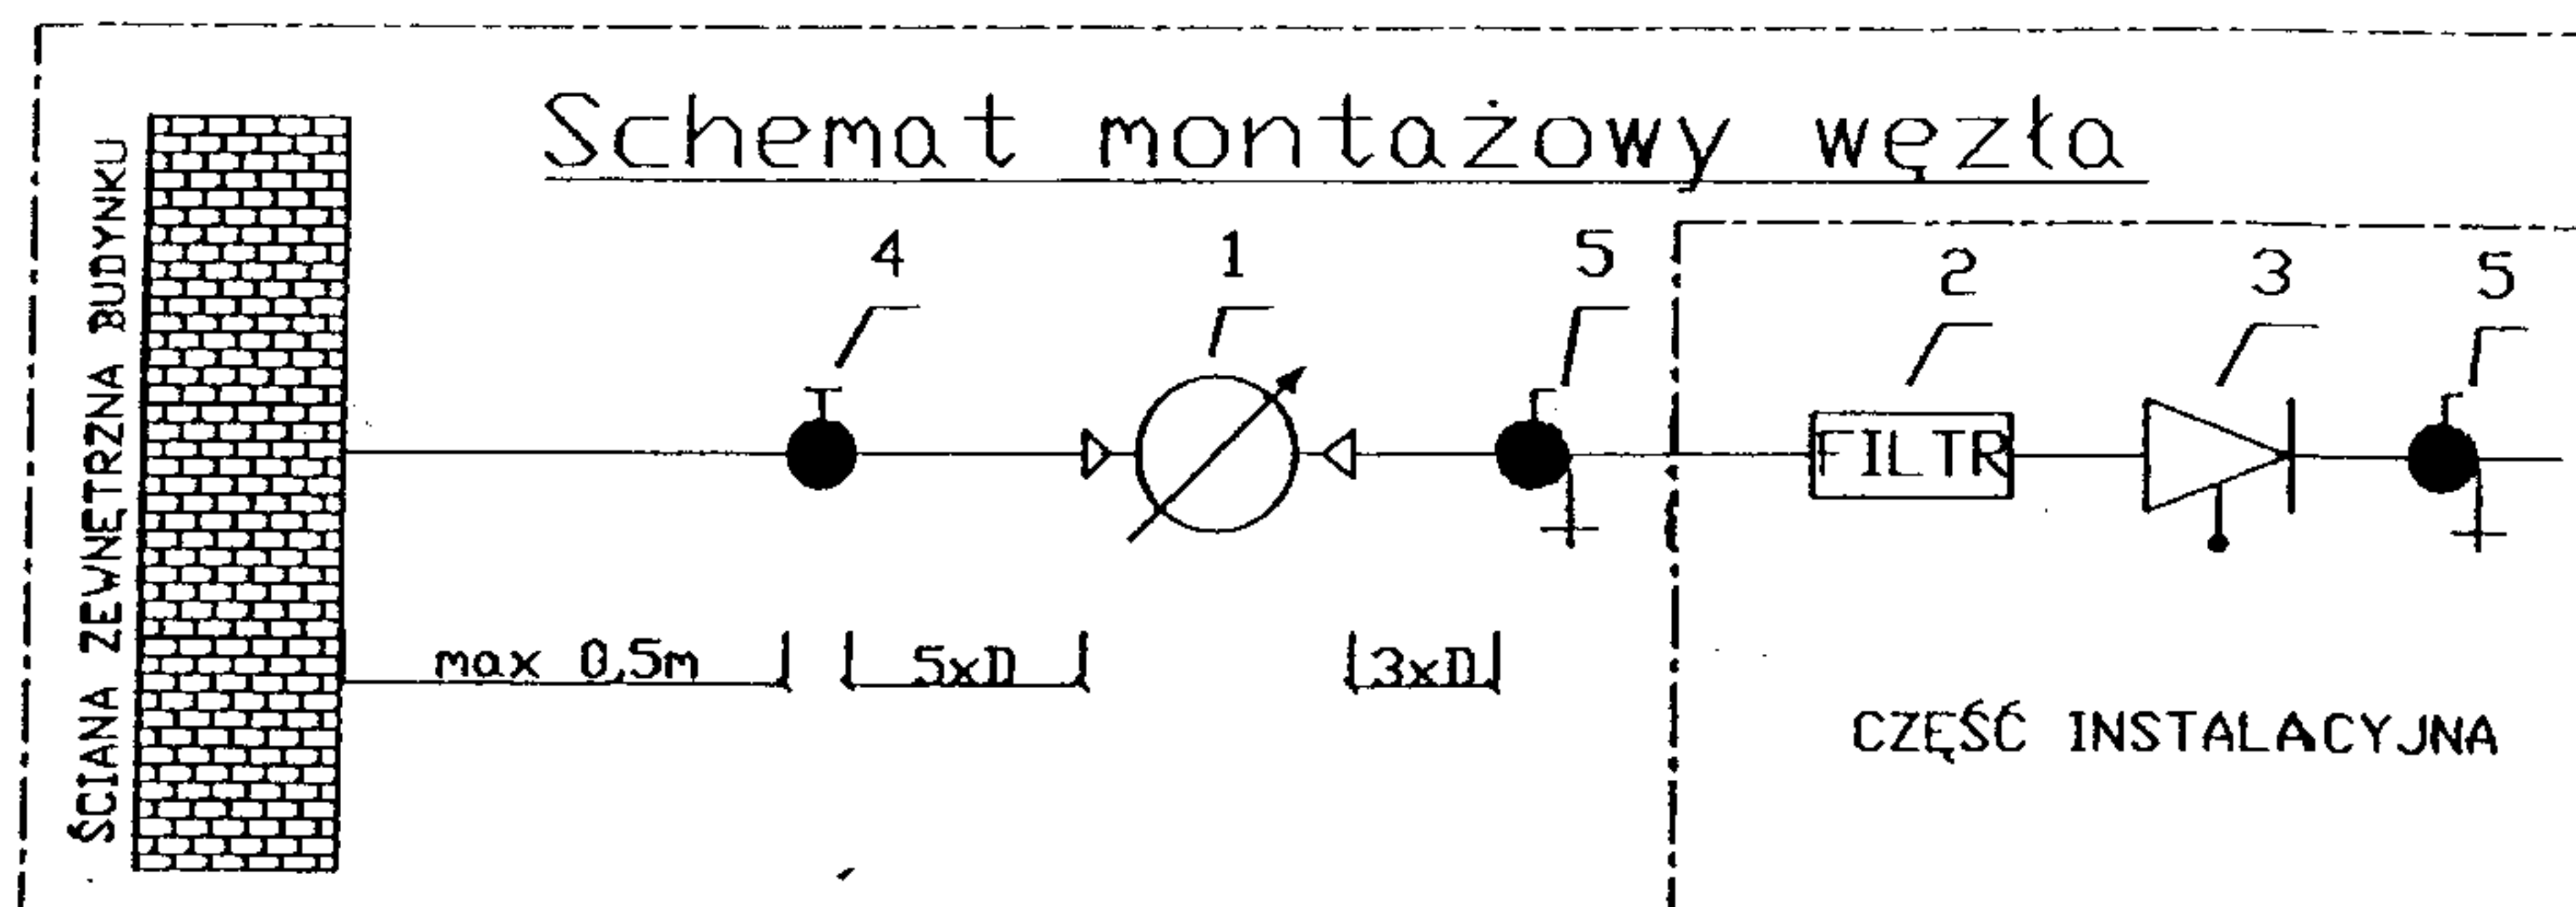 Schemat montażowy węzła
ŚCIANA ZEWNĘTRZNA BUDYNKU
4 1 5 2 3 5
FILTR
max 0,5m 5xD 3xD
CZĘŚĆ INSTALACYJNA